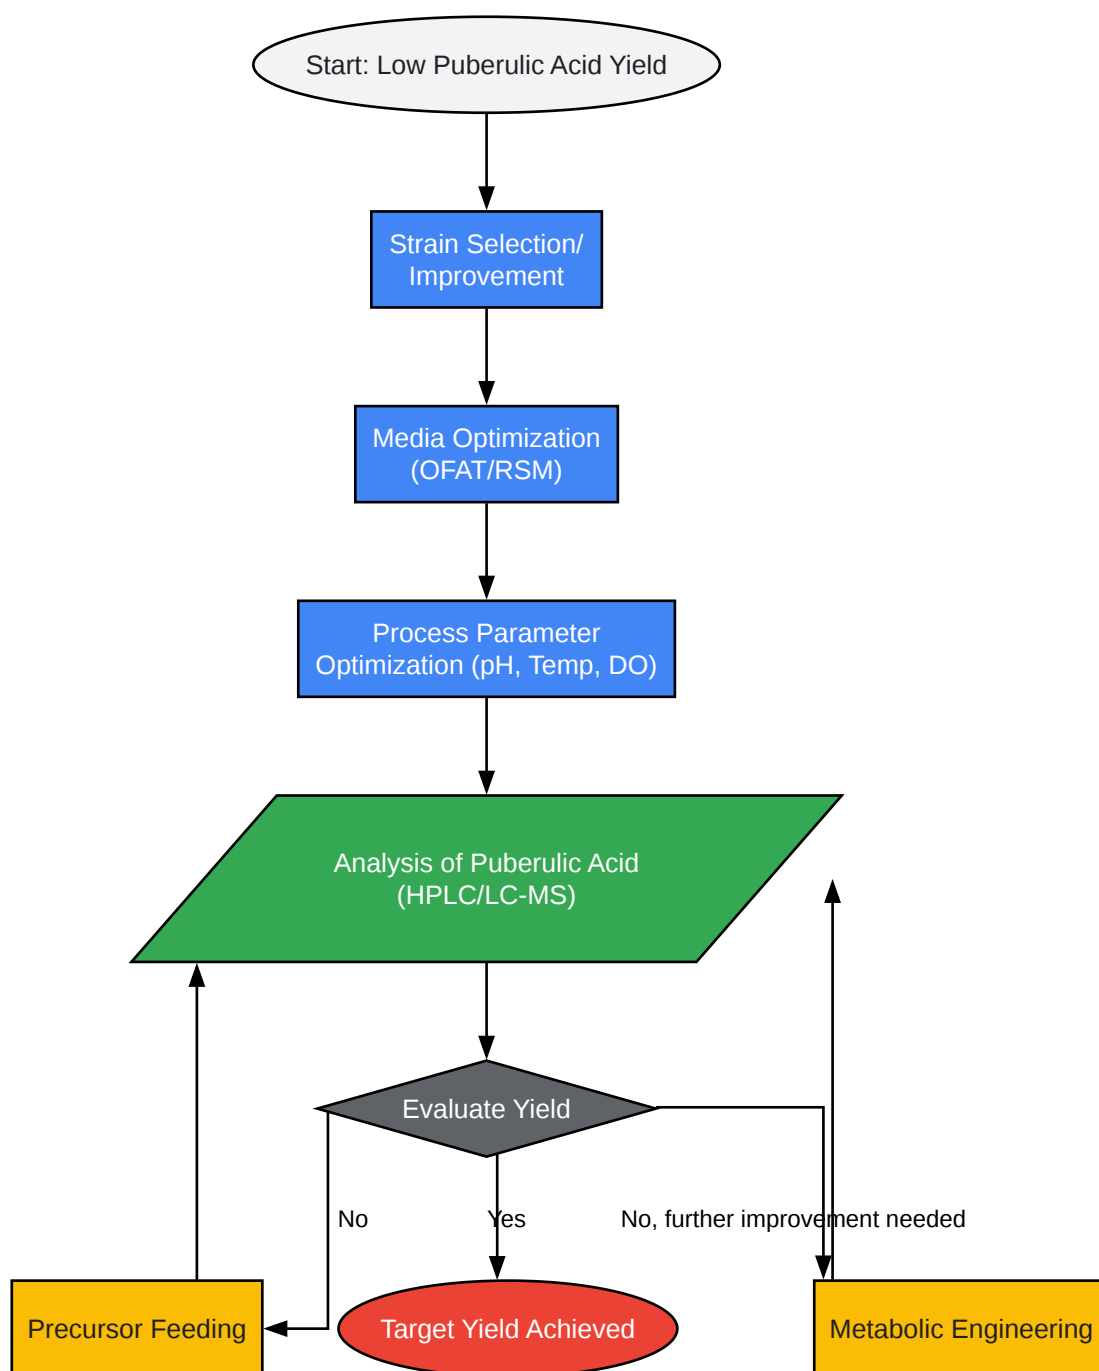 Start: Low Puberulic Acid Yield
Strain Selection/
Improvement
Media Optimization
(OFAT/RSM)
Process Parameter
Optimization (pH, Temp, DO)
Analysis of Puberulic Acid
(HPLC/LC-MS)
Evaluate Yield
No
Yes
No, further improvement needed
Precursor Feeding
Target Yield Achieved
Metabolic Engineering